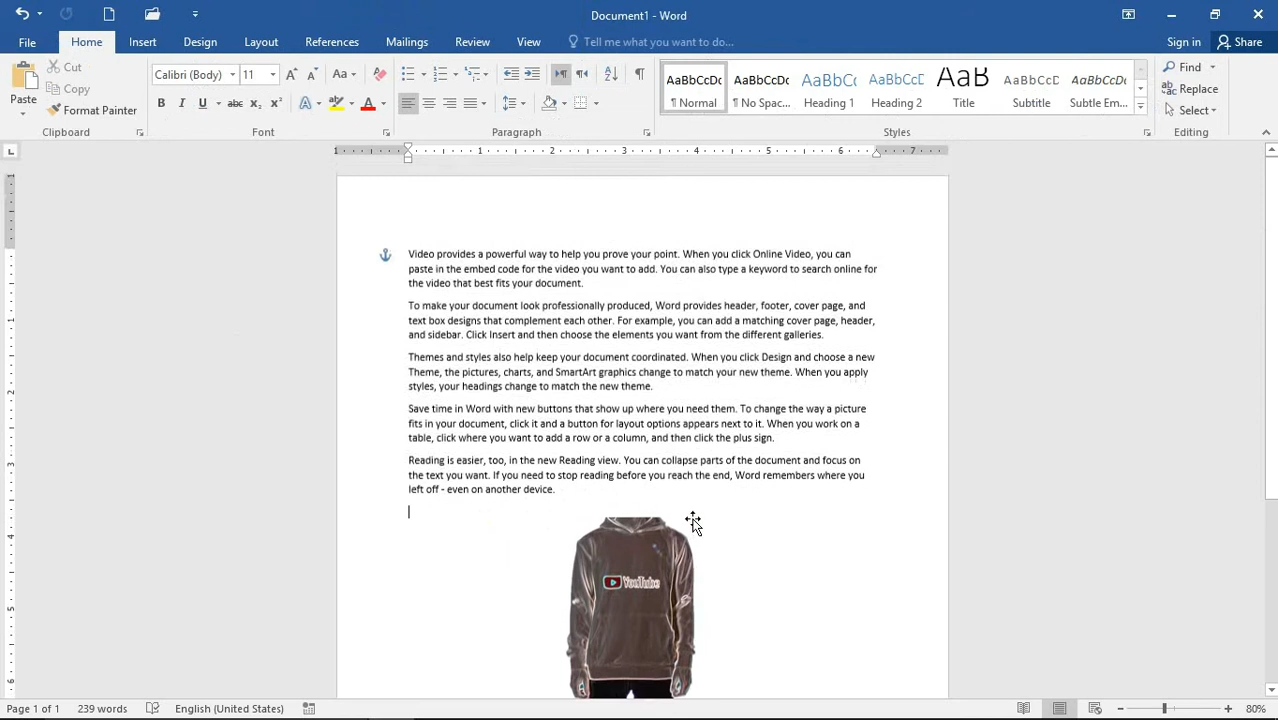 Document1 - Word
File
Home
Insert
Design
Layout
References
Mailings
Review
View
Tell me what you want to do...
Sign in
Share
Paste
Cut
Copy
Format Painter
Clipboard
Calibri (Body)
11
Font
Paragraph
AaBbCcDc
¶ Normal
AaBbCcDc
¶ No Spac...
AaBbCc
Heading 1
AaBbCcD
Heading 2
AaB
Title
AaBbCcD
Subtitle
AaBbCcDc
Subtle Em...
Styles
Find
Replace
Select
Editing
1 1 2 3 4 5 6 7
Video provides a powerful way to help you prove your point. When you click Online Video, you can
paste in the embed code for the video you want to add. You can also type a keyword to search online for
the video that best fits your document.
To make your document look professionally produced, Word provides header, footer, cover page, and
text box designs that complement each other. For example, you can add a matching cover page, header,
and sidebar. Click Insert and then choose the elements you want from the different galleries.
Themes and styles also help keep your document coordinated. When you click Design and choose a new
Theme, the pictures, charts, and SmartArt graphics change to match your new theme. When you apply
styles, your headings change to match the new theme.
Save time in Word with new buttons that show up where you need them. To change the way a picture
fits in your document, click it and a button for layout options appears next to it. When you work on a
table, click where you want to add a row or a column, and then click the plus sign.
Reading is easier, too, in the new Reading view. You can collapse parts of the document and focus on
the text you want. If you need to stop reading before you reach the end, Word remembers where you
left off - even on another device.
YouTube
Page 1 of 1
239 words
English (United States)
80%